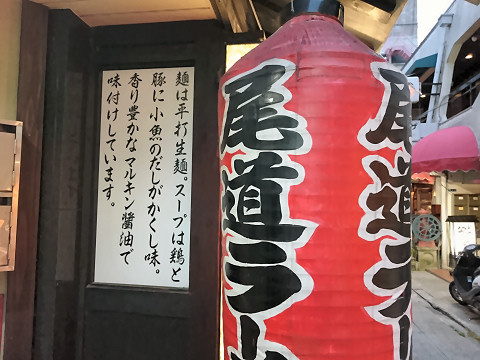 麺は平打生麺。スープは鶏と
豚に小魚のだしがかくし味。
香り豊かなマルキン醤油で
味付けしています。
尾道ラー
尾道ラー